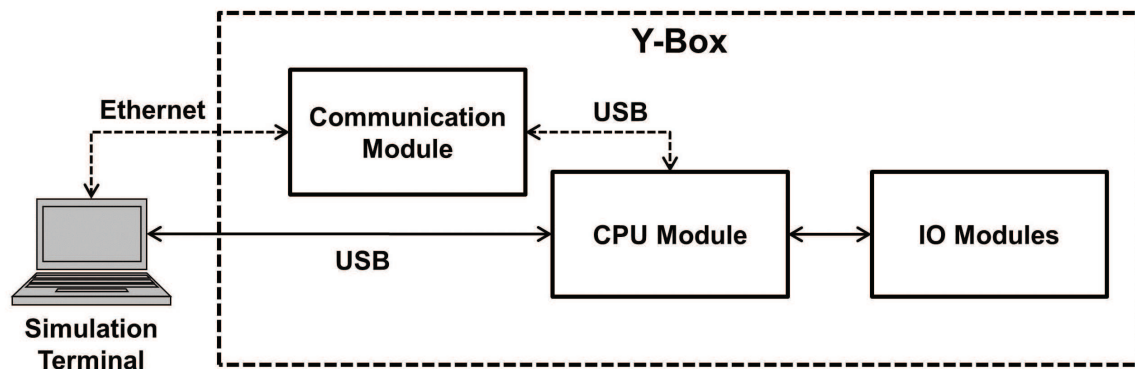 Y-Box
Ethernet
Communication
Module
USB
CPU Module
IO Modules
USB
Simulation
Terminal